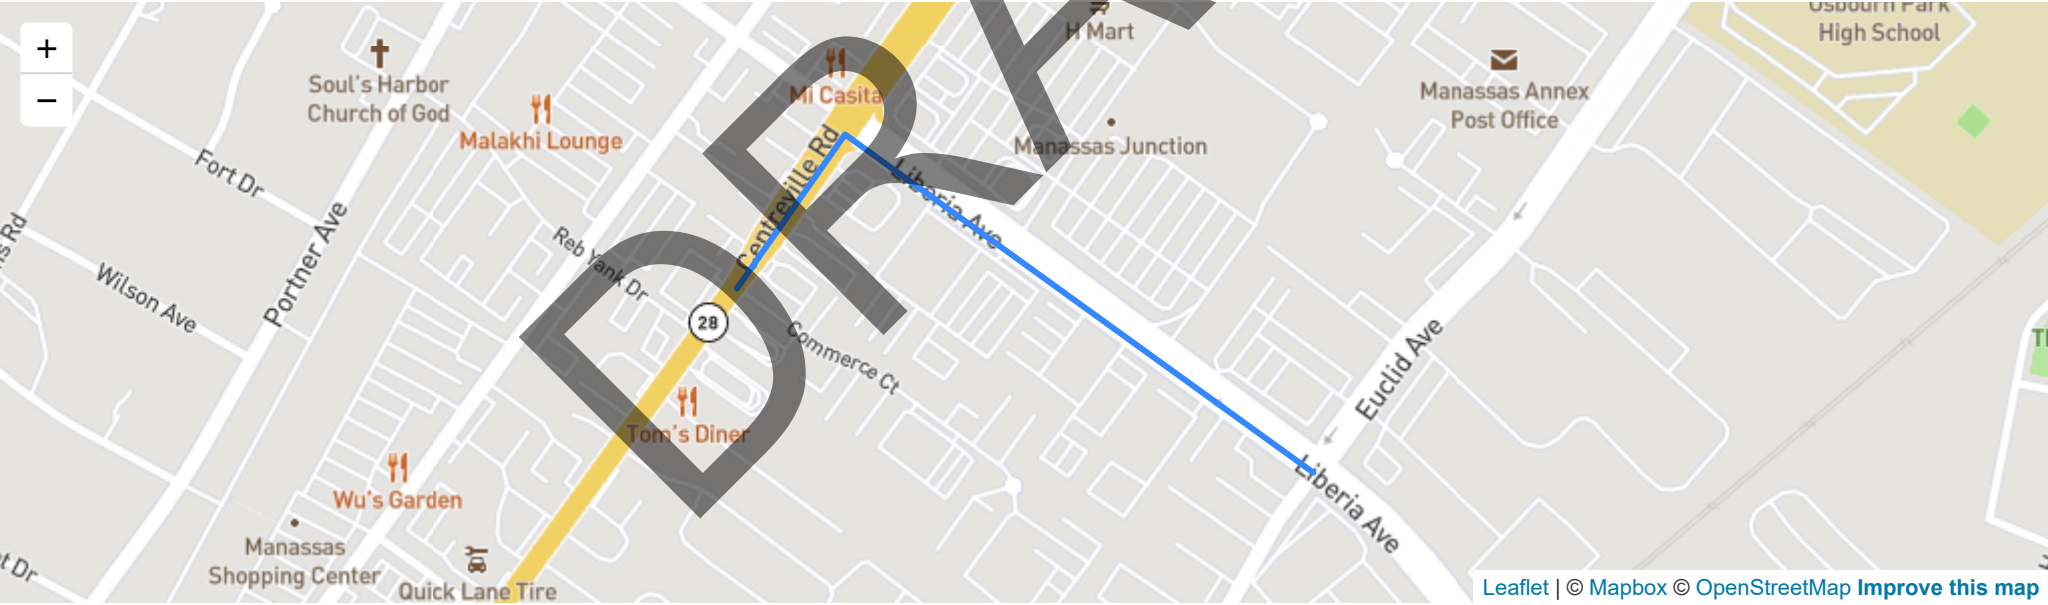 +
−
Soul's Harbor
Church of God
Malakhi Lounge
Mi Casita
H Mart
Osbourn Park
High School
Manassas Annex
Post Office
Manassas Junction
Fort Dr
Portner Ave
Wilson Ave
Reb Yank Dr
Centreville Rd
Liberia Ave
28
Commerce Ct
Euclid Ave
Tom's Diner
Wu's Garden
Manassas
Shopping Center
Quick Lane Tire
Liberia Ave
Leaflet | © Mapbox © OpenStreetMap Improve this map